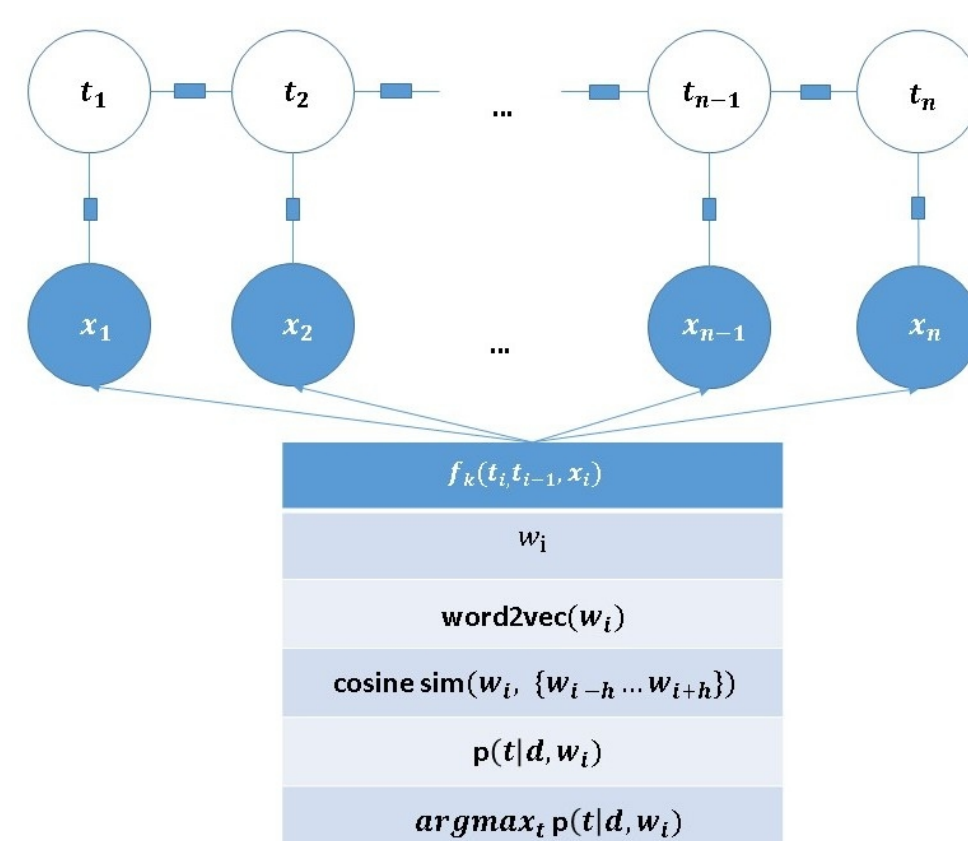 t₁ t₂ ... tₙ₋₁ tₙ
x₁ x₂ ... xₙ₋₁ xₙ
fₖ(tᵢ,tᵢ₋₁, xᵢ)
wᵢ
word2vec(wᵢ)
cosine sim(wᵢ, {wᵢ₋ₕ ... wᵢ₊ₕ})
p(t|d, wᵢ)
argmaxₜ p(t|d, wᵢ)